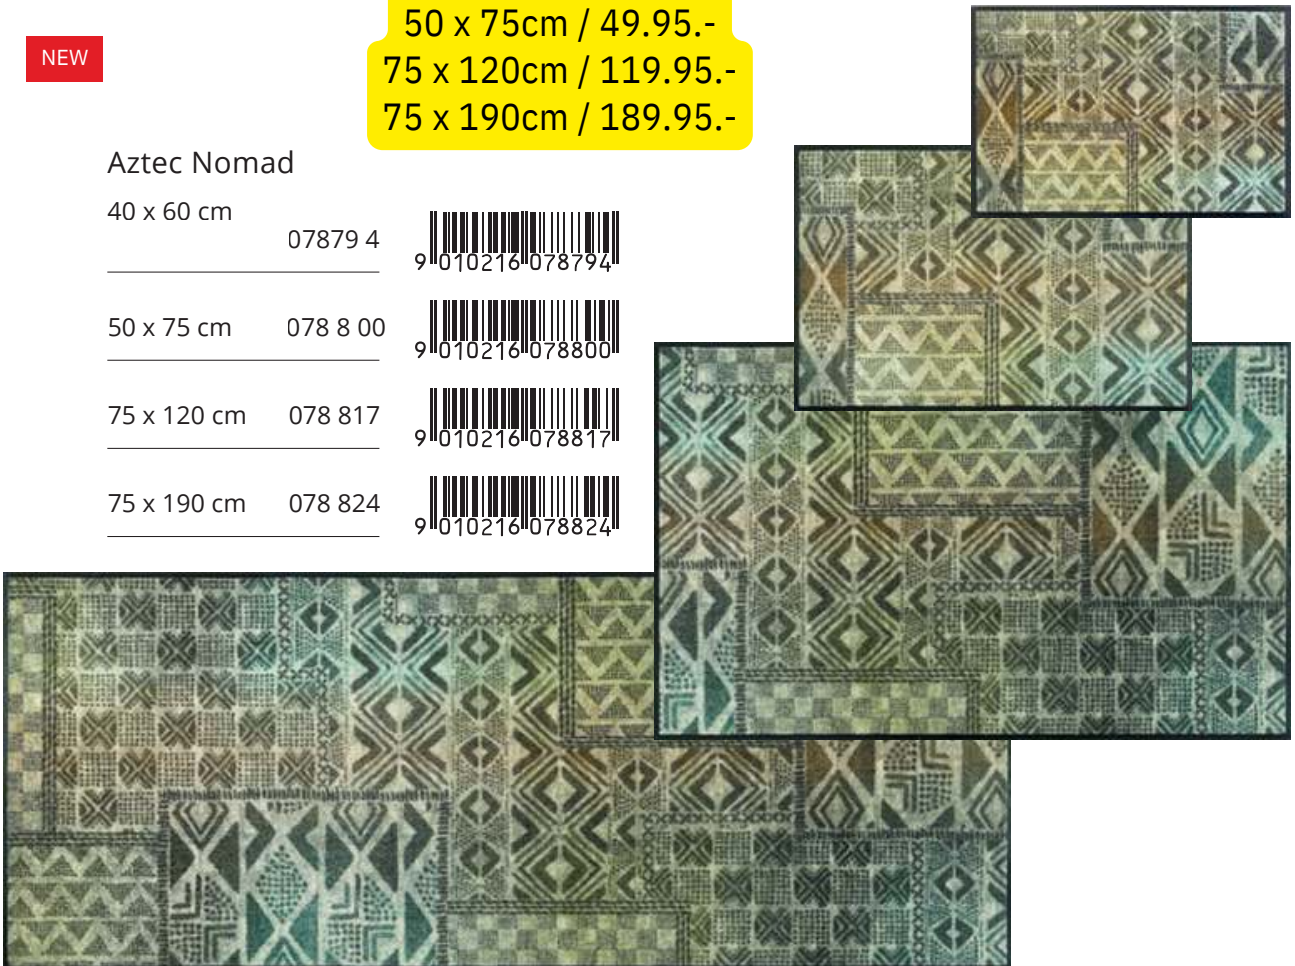 50 x 75cm / 49.95.-
75 x 120cm / 119.95.-
75 x 190cm / 189.95.-
NEW
Aztec Nomad
40 x 60 cm
07879 4
9 010216 078794
50 x 75 cm 078 8 00
9 010216 078800
75 x 120 cm 078 817
9 010216 078817
75 x 190 cm 078 824
9 010216 078824